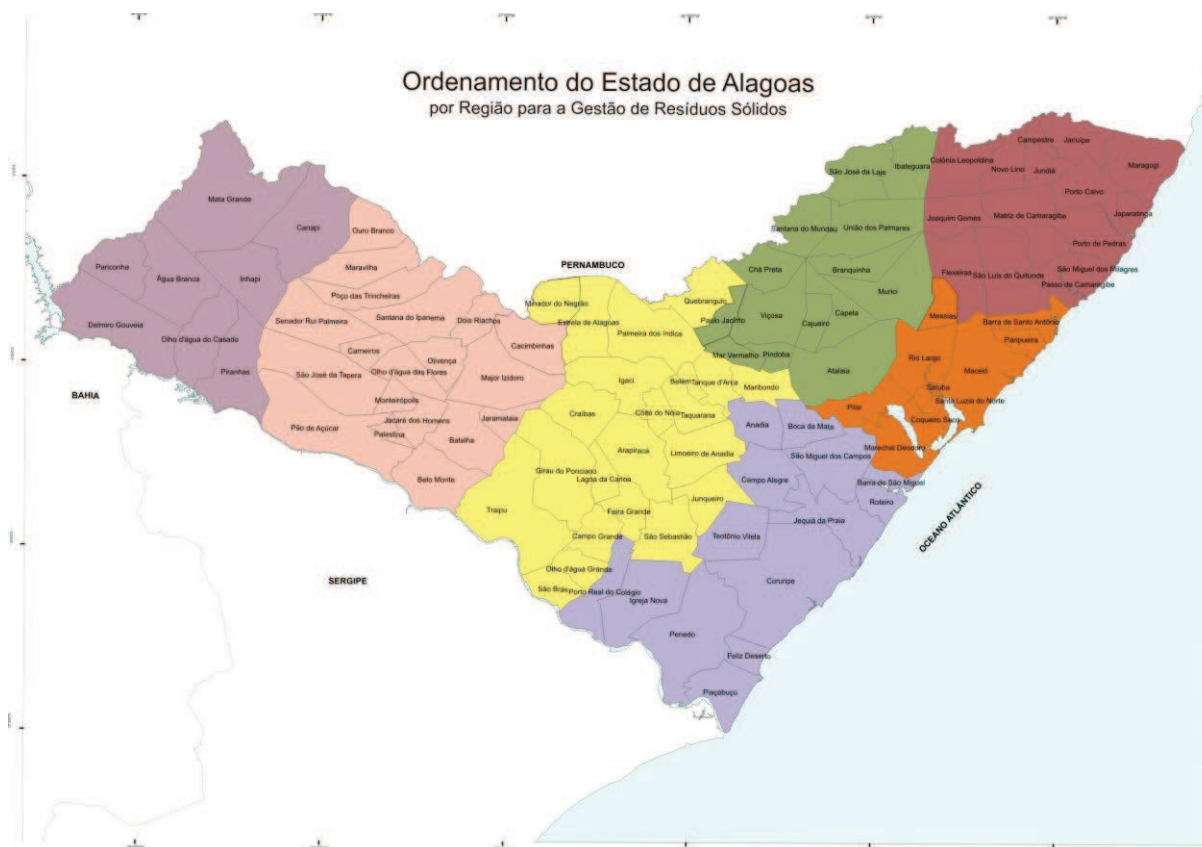 Ordenamento do Estado de Alagoas
por Região para a Gestão de Resíduos Sólidos
Campestre
Jacuípe
Colônia Leopoldina
Ibateguara
Maragogi
São José da Laje
Novo Lino
Jundiá
Porto Calvo
Mata Grande
Japaratinga
Joaquim Gomes
Matriz de Camaragibe
Canapi
Ouro Branco
Santana do Mundaú
União dos Palmares
Porto de Pedras
Pariconha
Maravilha
PERNAMBUCO
Chã Preta
Branquinha
Flexeiras
São Luís do Quitunde
São Miguel dos Milagres
Água Branca
Inhapi
Passo de Camaragibe
Poço das Trincheiras
Minador do Negrão
Quebrangulo
Murici
Delmiro Gouveia
Senador Rui Palmeira
Santana do Ipanema
Dois Riachos
Estrela de Alagoas
Palmeira dos Índios
Paulo Jacinto
Viçosa
Cajueiro
Capela
Messias
Barra de Santo Antônio
Olho d'água do Casado
Cacimbinhas
Paripueira
Carneiros
Olivença
Mar Vermelho
Pindoba
Rio Largo
Piranhas
São José da Tapera
Olho d'água das Flores
Major Izidoro
Igaci
Belém
Tanque d'Arca
Maribondo
Atalaia
Maceió
BAHIA
Monteirópolis
Satuba
Santa Luzia do Norte
Jacaré dos Homens
Jaramataia
Craíbas
Coité do Nóia
Taquarana
Pilar
Coqueiro Seco
Pão de Açúcar
Palestina
Batalha
Anadia
Boca da Mata
Marechal Deodoro
Arapiraca
Limoeiro de Anadia
São Miguel dos Campos
Belo Monte
Girau do Ponciano
Lagoa da Canoa
Campo Alegre
Barra de São Miguel
Junqueiro
Roteiro
Traipu
Feira Grande
Jequiá da Praia
OCEANO ATLÂNTICO
Campo Grande
São Sebastião
Teotônio Vilela
Olho d'água Grande
SERGIPE
Coruripe
São Brás
Porto Real do Colégio
Igreja Nova
Penedo
Feliz Deserto
Piaçabuçu